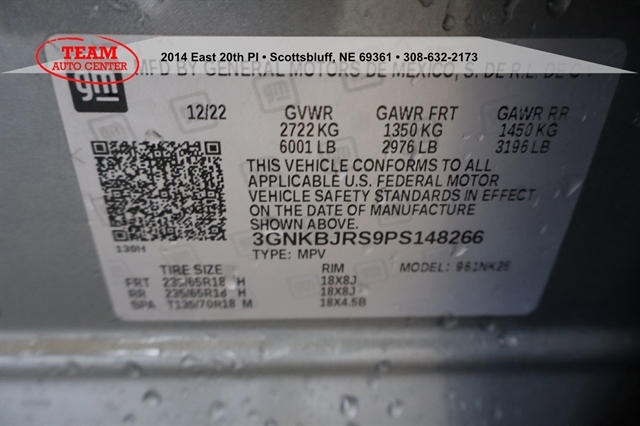 TEAM
AUTO CENTER
2014 East 20th Pl • Scottsbluff, NE 69361 • 308-632-2173
gm
MFD BY GENERAL MOTORS DE MEXICO, S. DE R.L. DE C.V.
12/22 GVWR GAWR FRT GAWR RR
2722 KG 1350 KG 1450 KG
6001 LB 2976 LB 3196 LB
THIS VEHICLE CONFORMS TO ALL
APPLICABLE U.S. FEDERAL MOTOR
VEHICLE SAFETY STANDARDS IN EFFECT
ON THE DATE OF MANUFACTURE
SHOWN ABOVE.
3GNKBJRS9PS148266
130H TYPE: MPV MODEL: 961NK26
TIRE SIZE RIM
FRT 235/65R18 H 18X8J
RR 235/65R18 H 18X8J
SPA T135/70R18 M 18X4.5B